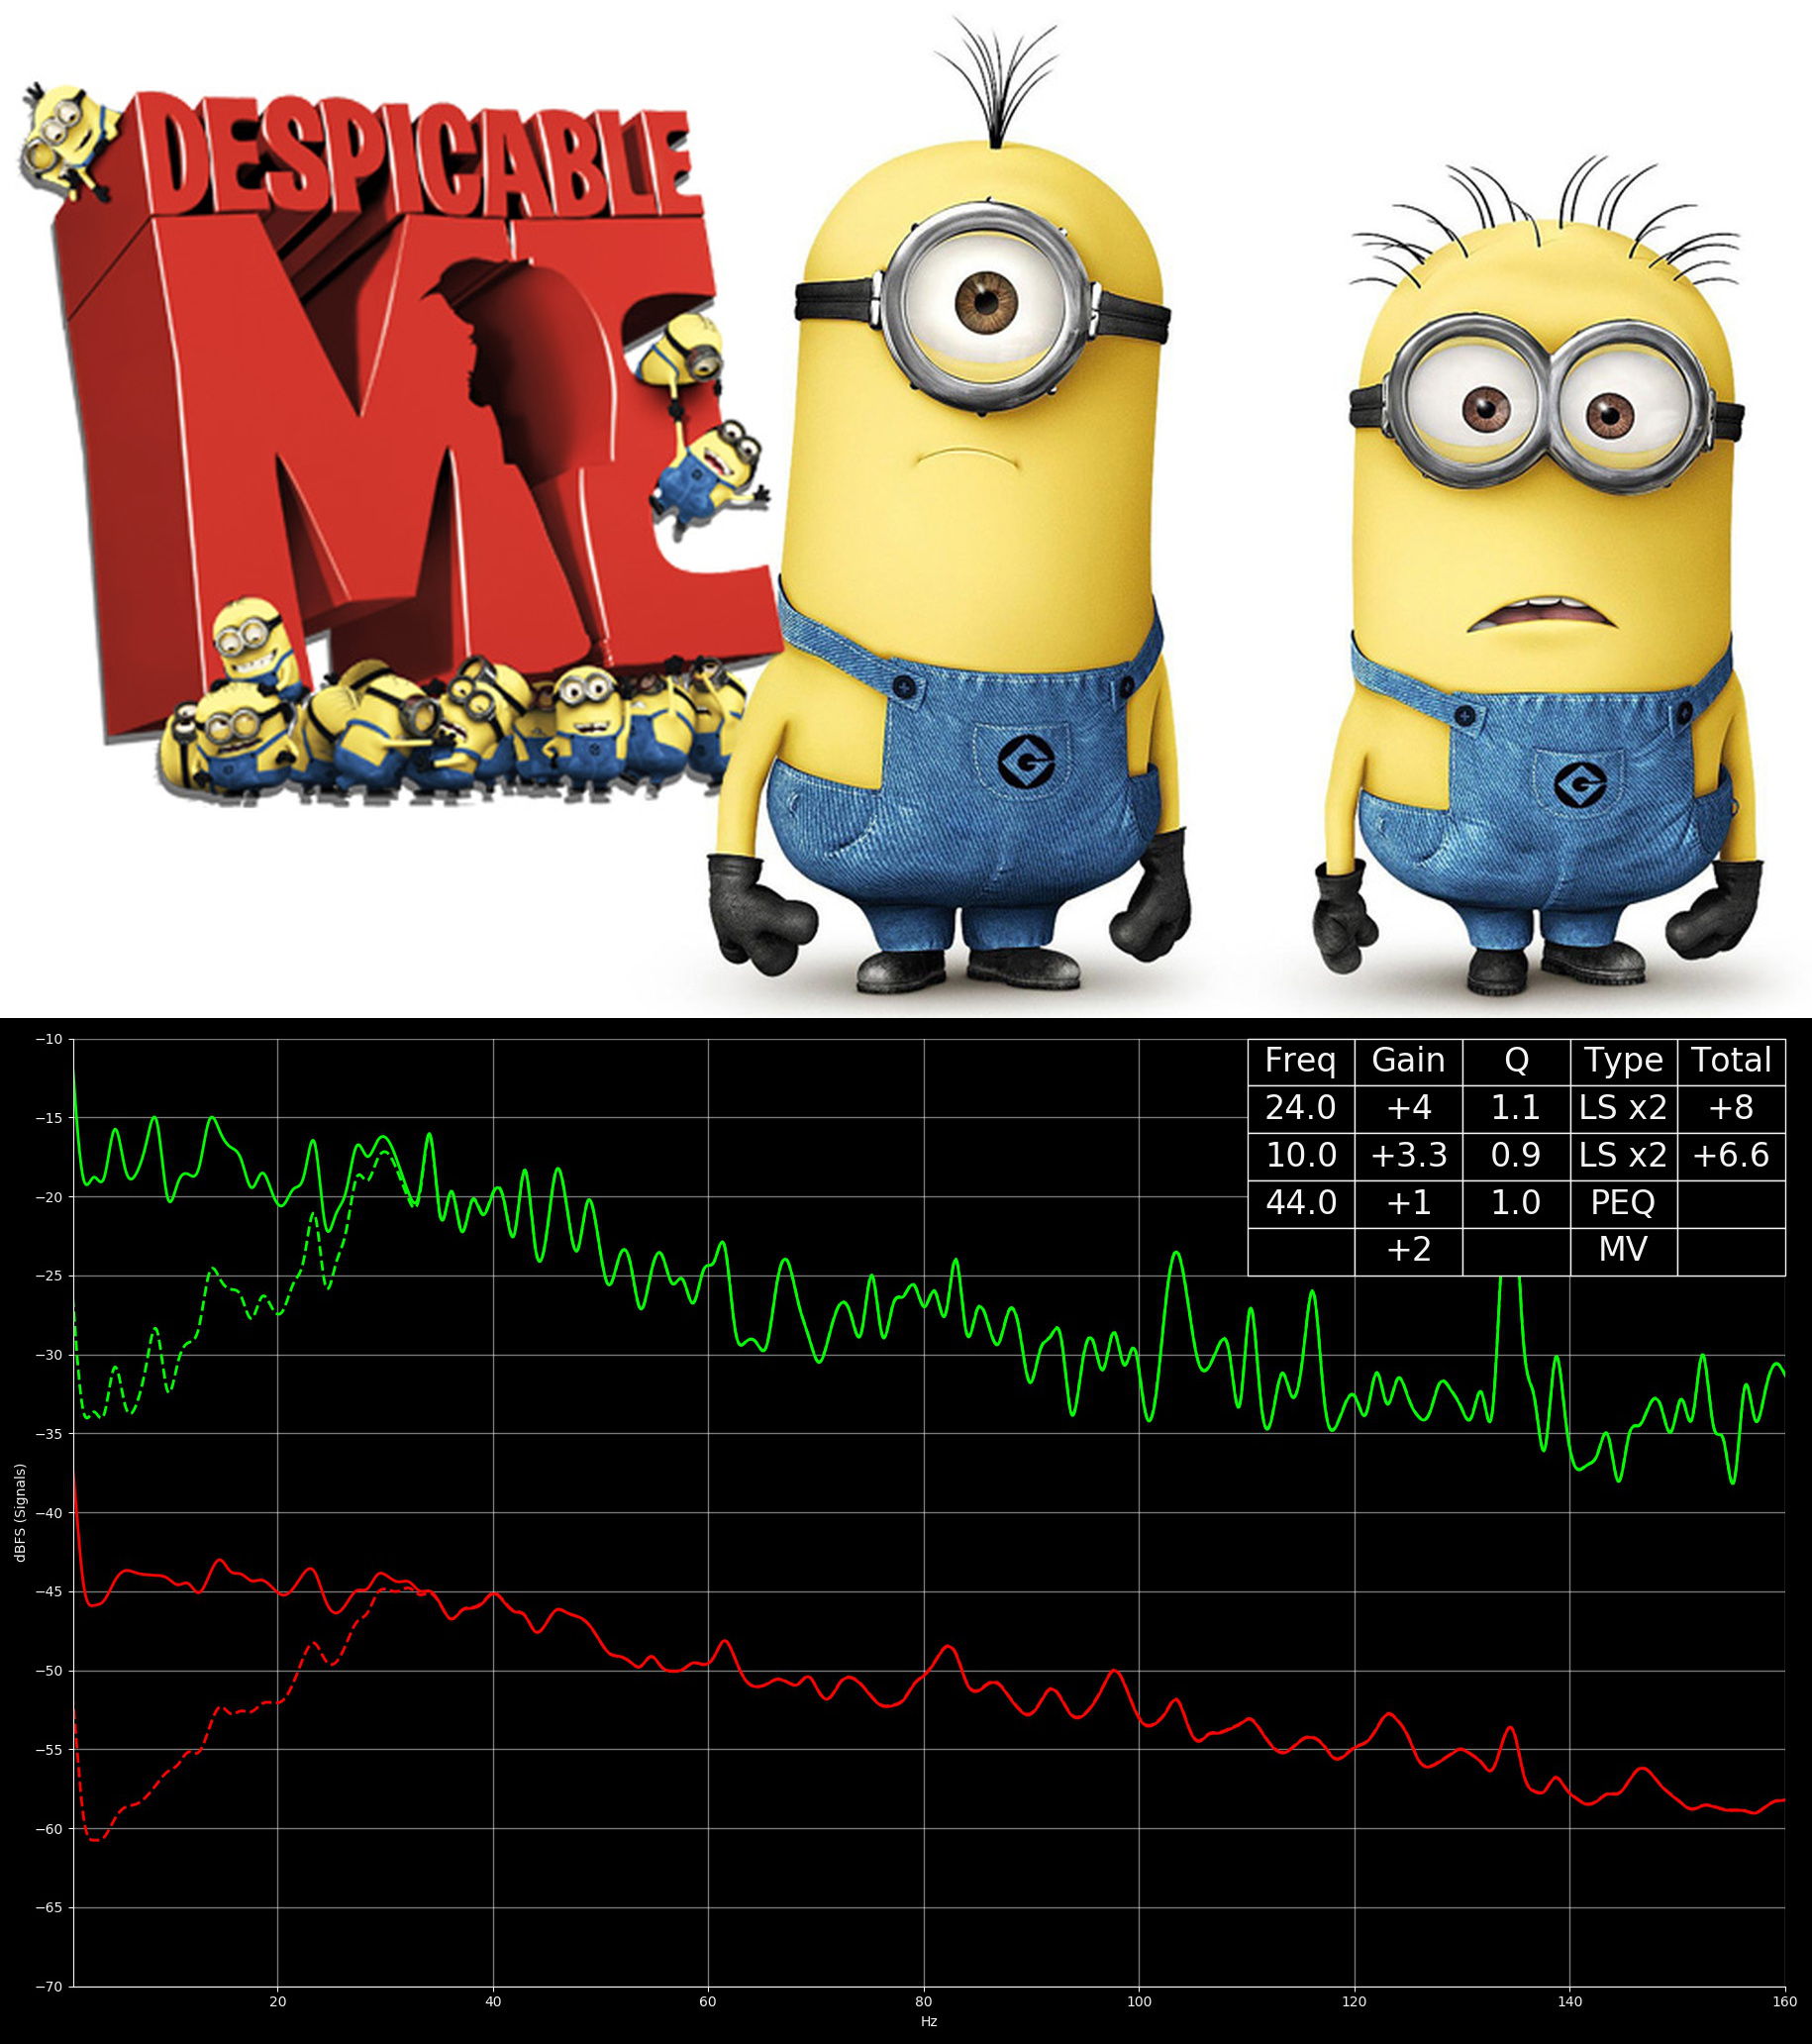 DESPICABLE
ME
−10
−15
−20
−25
−30
−35
−40
−45
−50
−55
−60
−65
−70
dBFS (Signals)
Freq Gain Q Type Total
24.0 +4 1.1 LS x2 +8
10.0 +3.3 0.9 LS x2 +6.6
44.0 +1 1.0 PEQ
+2 MV
20 40 60 80 100 120 140 160
Hz